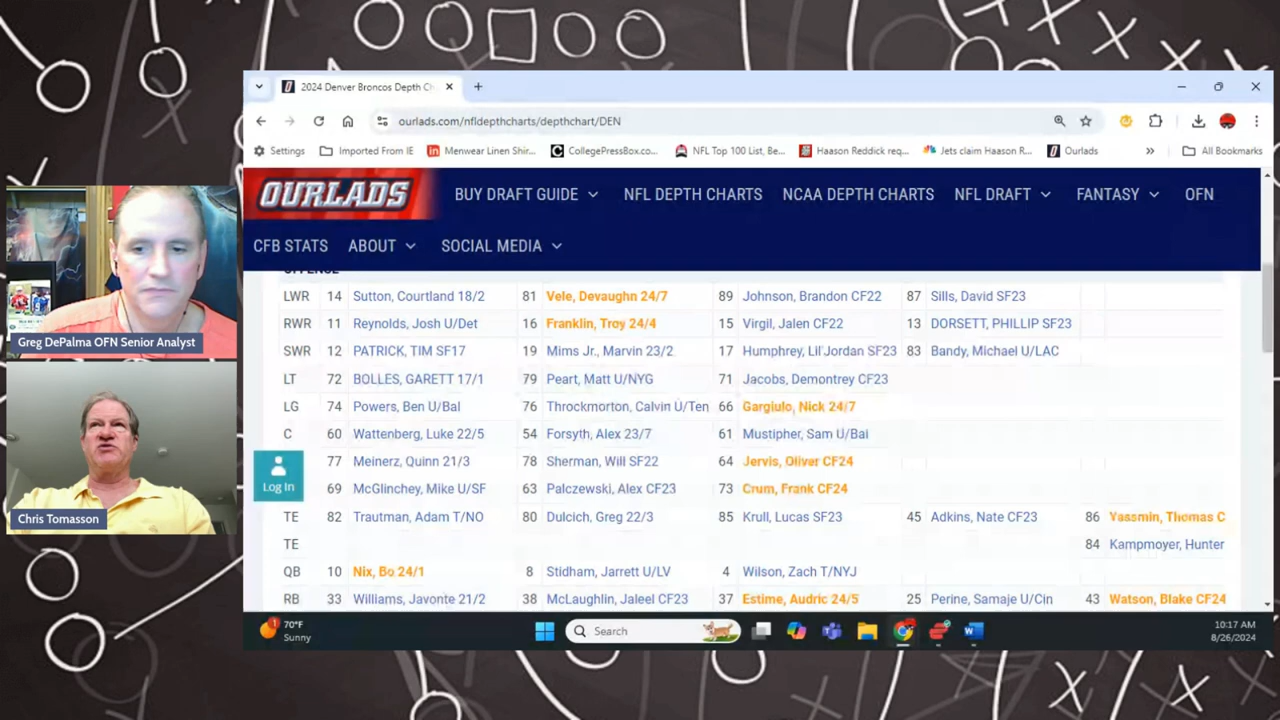 2024 Denver Broncos Depth Ch
ourlads.com/nfldepthcharts/depthchart/DEN
Settings Imported From IE Menwear Linen Shir... CollegePressBox.co... NFL Top 100 List, Be... Haason Reddick req... Jets claim Haason R... Ourlads » All Bookmarks
OURLADS BUY DRAFT GUIDE NFL DEPTH CHARTS NCAA DEPTH CHARTS NFL DRAFT FANTASY OFN
CFB STATS ABOUT SOCIAL MEDIA
OFFENSE
LWR 14 Sutton, Courtland 18/2 81 Vele, Devaughn 24/7 89 Johnson, Brandon CF22 87 Sills, David SF23
RWR 11 Reynolds, Josh U/Det 16 Franklin, Troy 24/4 15 Virgil, Jalen CF22 13 DORSETT, PHILLIP SF23
SWR 12 PATRICK, TIM SF17 19 Mims Jr., Marvin 23/2 17 Humphrey, Lil'Jordan SF23 83 Bandy, Michael U/LAC
LT 72 BOLLES, GARETT 17/1 79 Peart, Matt U/NYG 71 Jacobs, Demontrey CF23
LG 74 Powers, Ben U/Bal 76 Throckmorton, Calvin U/Ten 66 Gargiulo, Nick 24/7
C 60 Wattenberg, Luke 22/5 54 Forsyth, Alex 23/7 61 Mustipher, Sam U/Bal
77 Meinerz, Quinn 21/3 78 Sherman, Will SF22 64 Jervis, Oliver CF24
69 McGlinchey, Mike U/SF 63 Palczewski, Alex CF23 73 Crum, Frank CF24
Log In
TE 82 Trautman, Adam T/NO 80 Dulcich, Greg 22/3 85 Krull, Lucas SF23 45 Adkins, Nate CF23 86 Yassmin, Thomas C
TE 84 Kampmoyer, Hunter
QB 10 Nix, Bo 24/1 8 Stidham, Jarrett U/LV 4 Wilson, Zach T/NYJ
RB 33 Williams, Javonte 21/2 38 McLaughlin, Jaleel CF23 37 Estime, Audric 24/5 25 Perine, Samaje U/Cin 43 Watson, Blake CF24
Greg DePalma OFN Senior Analyst
Chris Tomasson
1
70°F
Sunny
Search
10:17 AM
8/26/2024